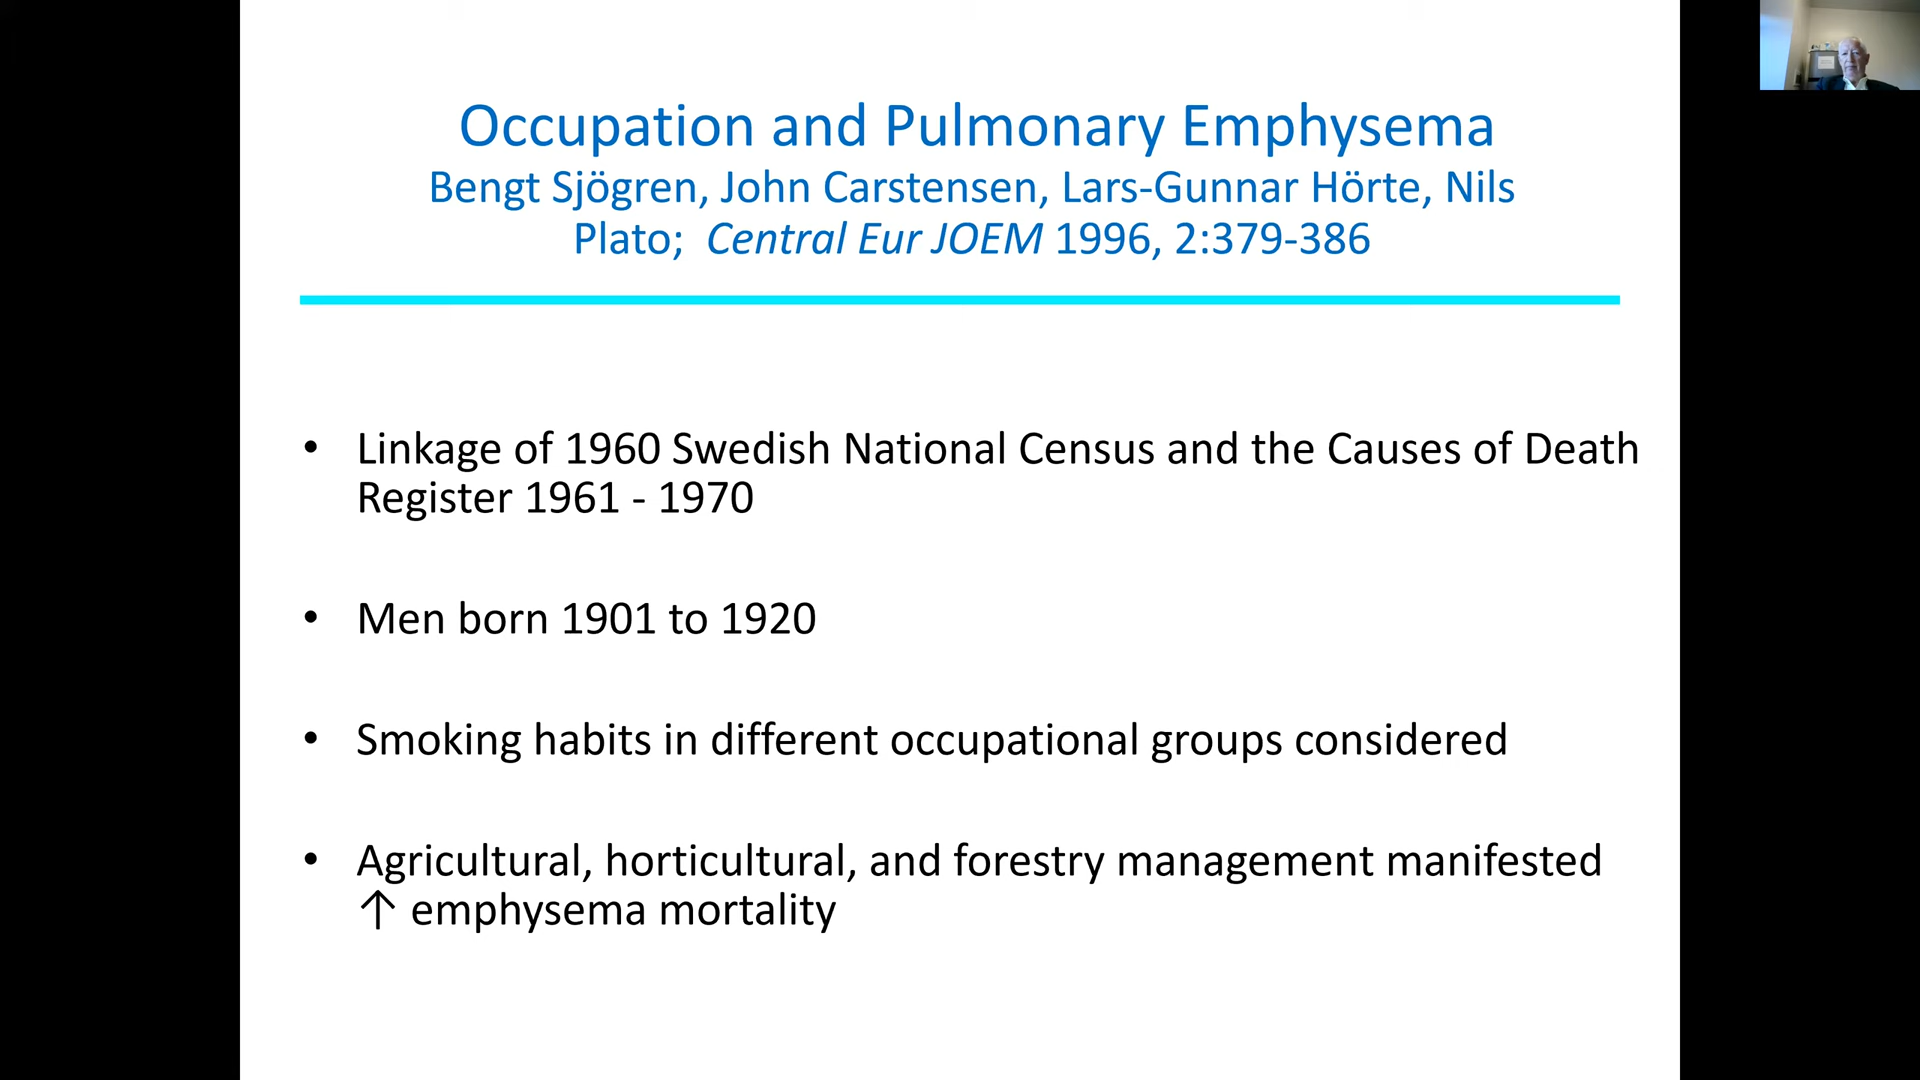 Occupation and Pulmonary Emphysema
Bengt Sjögren, John Carstensen, Lars-Gunnar Hörte, Nils
Plato; Central Eur JOEM 1996, 2:379-386
• Linkage of 1960 Swedish National Census and the Causes of Death
Register 1961 - 1970
• Men born 1901 to 1920
• Smoking habits in different occupational groups considered
• Agricultural, horticultural, and forestry management manifested
↑ emphysema mortality